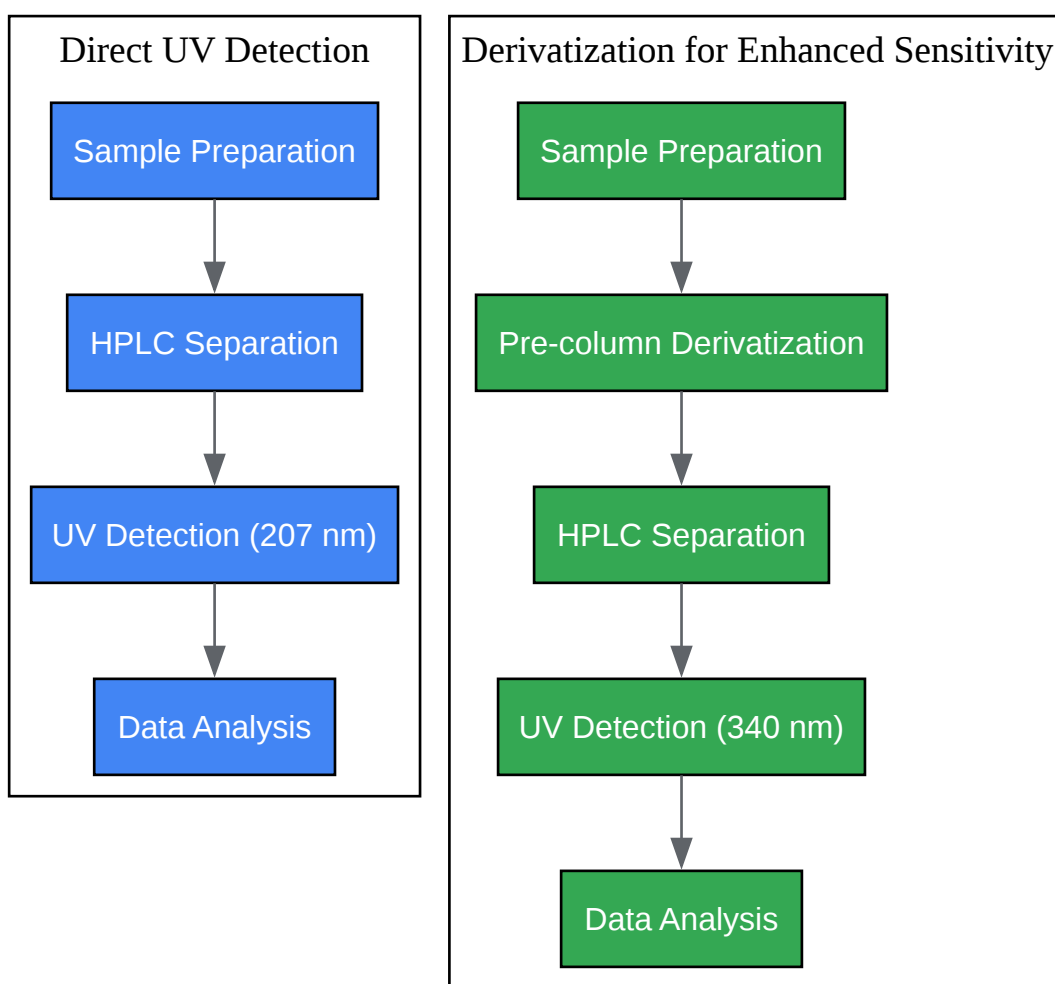 Direct UV Detection
Sample Preparation
HPLC Separation
UV Detection (207 nm)
Data Analysis
Derivatization for Enhanced Sensitivity
Sample Preparation
Pre-column Derivatization
HPLC Separation
UV Detection (340 nm)
Data Analysis